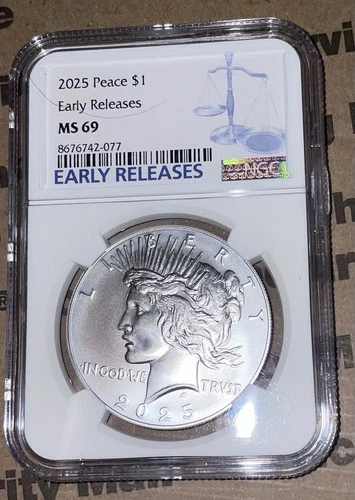 2025 Peace $1
Early Releases
MS 69
8676742-077
EARLY RELEASES
NGC
LIBERTY
IN GOD WE
TRVST
2025